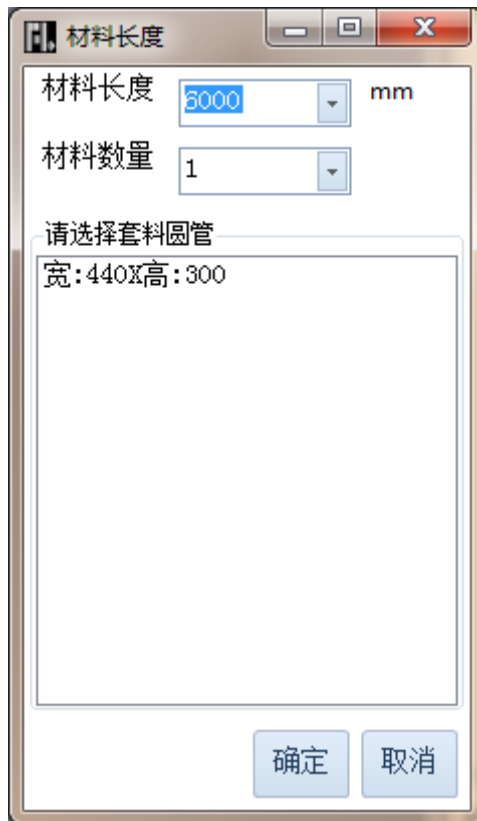 材料长度
材料长度 6000 mm
材料数量 1
请选择套料圆管
宽:440X高:300
确定 取消